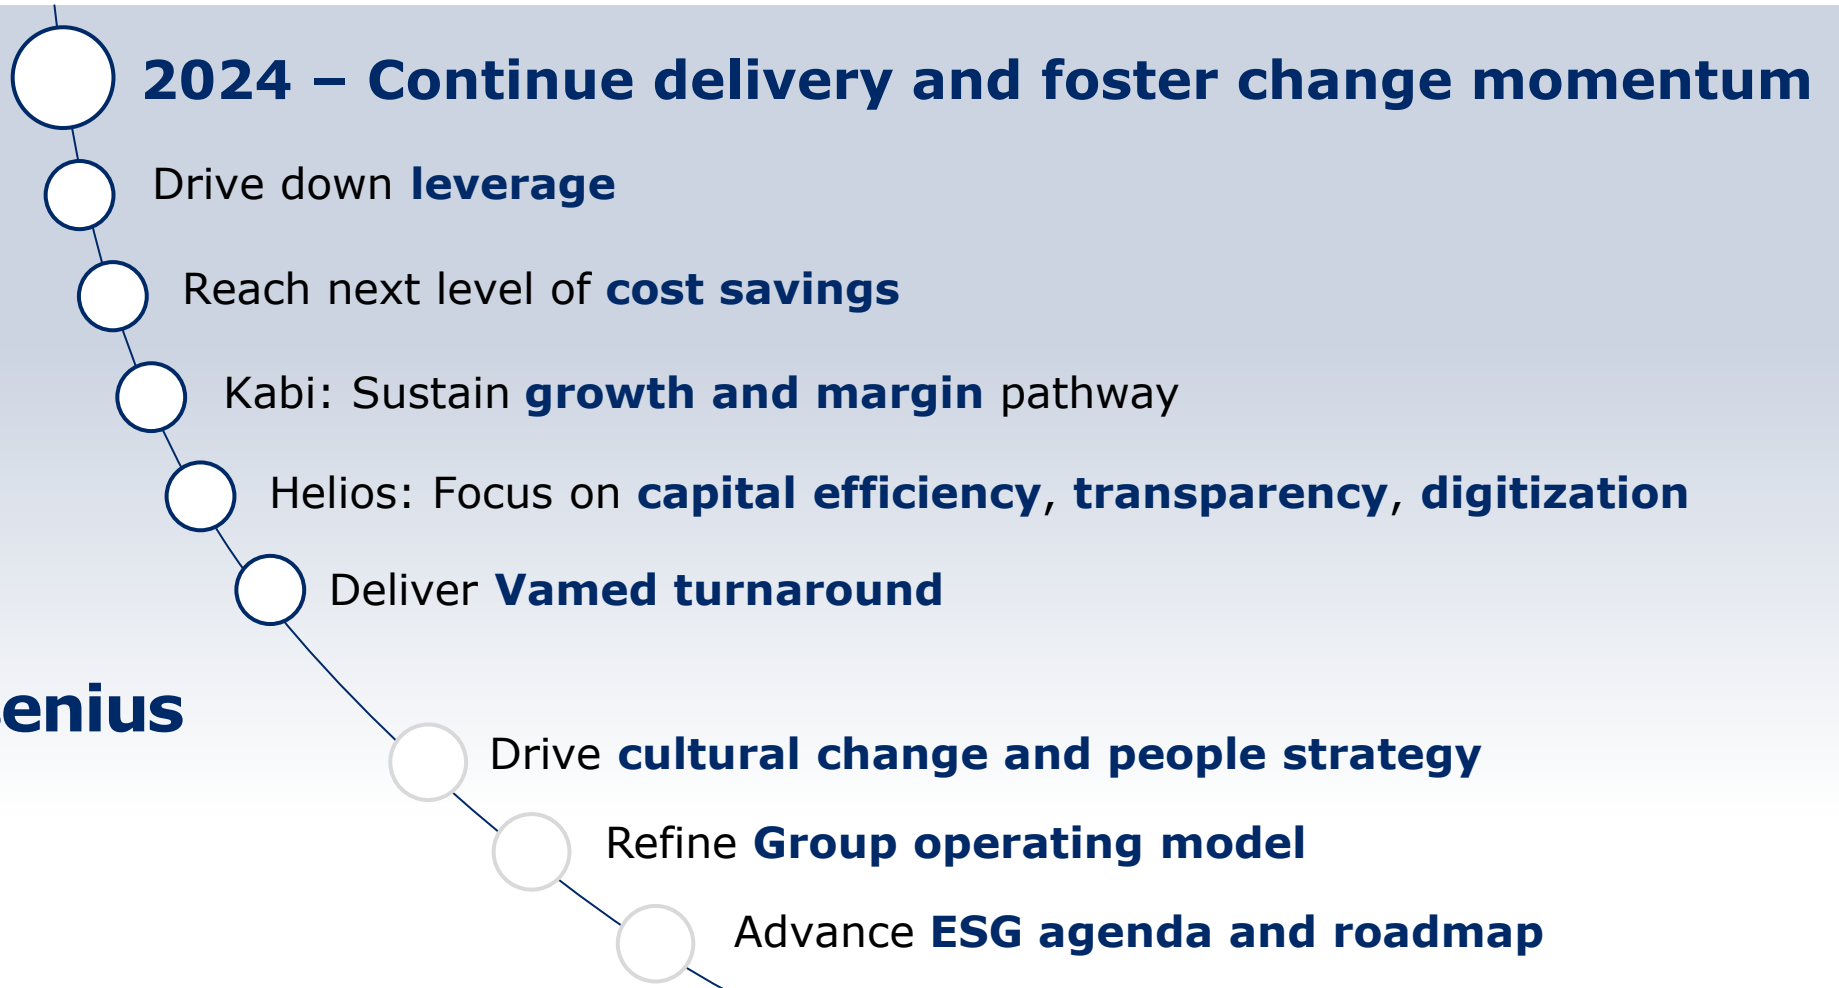 2024 – Continue delivery and foster change momentum
Drive down leverage
Reach next level of cost savings
Kabi: Sustain growth and margin pathway
Helios: Focus on capital efficiency, transparency, digitization
Deliver Vamed turnaround
enius
Drive cultural change and people strategy
Refine Group operating model
Advance ESG agenda and roadmap